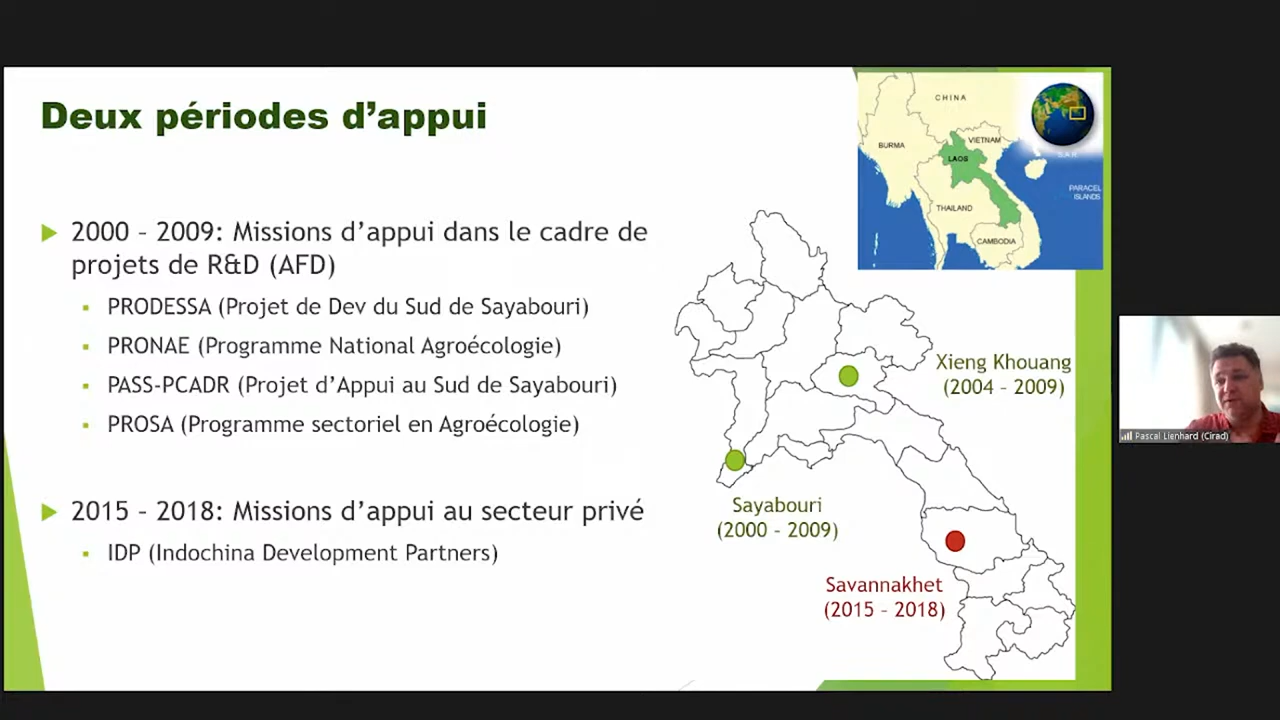 Deux périodes d'appui
2000 – 2009: Missions d'appui dans le cadre de
projets de R&D (AFD)
PRODESSA (Projet de Dev du Sud de Sayabouri)
PRONAE (Programme National Agroécologie)
PASS-PCADR (Projet d'Appui au Sud de Sayabouri)
PROSA (Programme sectoriel en Agroécologie)
2015 – 2018: Missions d'appui au secteur privé
IDP (Indochina Development Partners)
CHINA
BURMA
VIETNAM
LAOS
S.A.R.
PARACEL
ISLANDS
THAILAND
CAMBODIA
Xieng Khouang
(2004 – 2009)
Sayabouri
(2000 – 2009)
Savannakhet
(2015 – 2018)
Pascal Lienhard (Cirad)